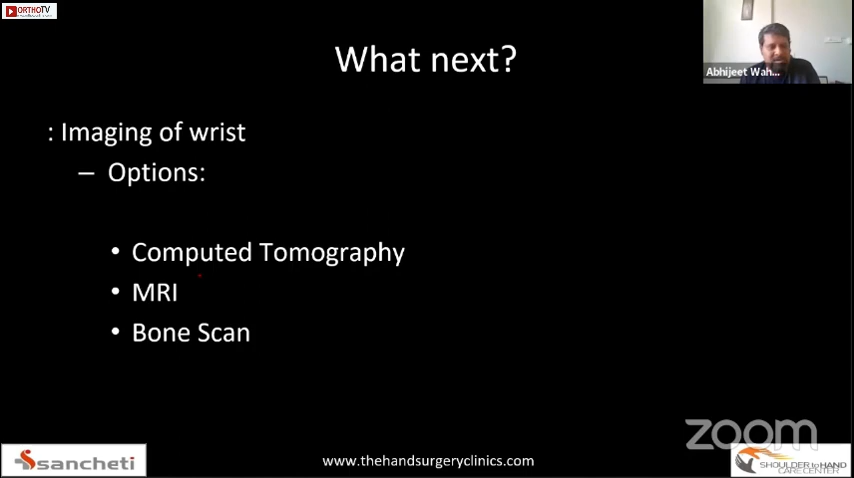 ORTHOTV
What next?
Abhijeet Wah...
: Imaging of wrist
– Options:
• Computed Tomography
• MRI
• Bone Scan
zoom
sancheti
www.thehandsurgeryclinics.com
SHOULDER to HAND
CARE CENTER